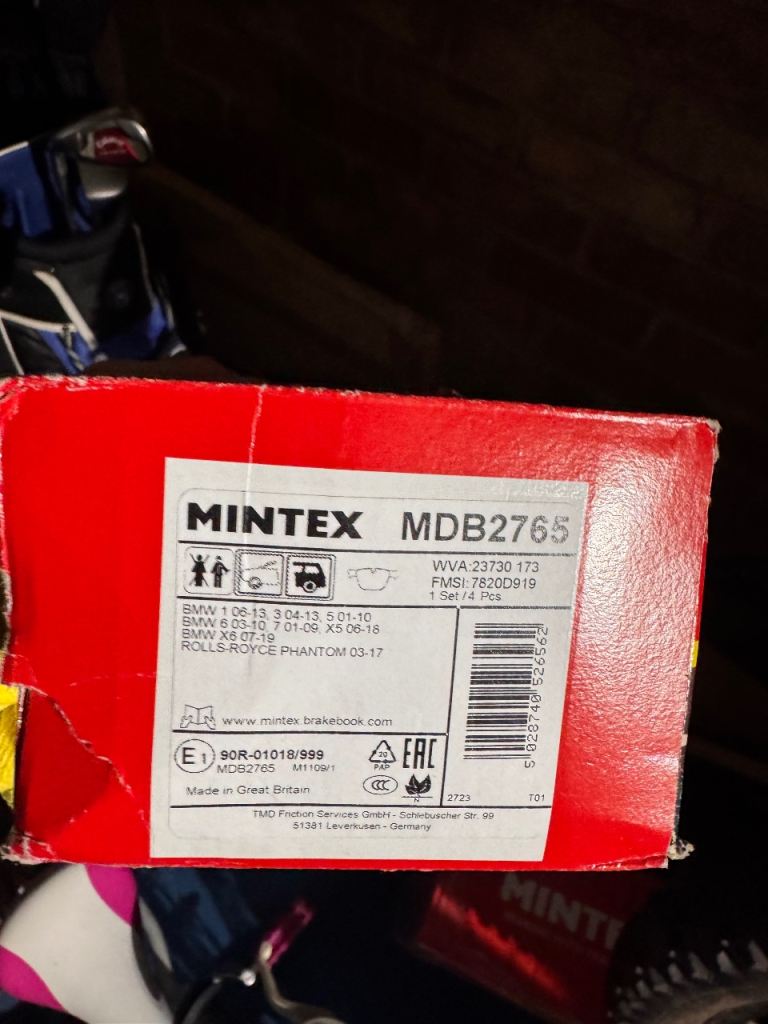 MINTEX MDB2765
WVA:23730 173
FMSI:7820D919
1 Set/4 Pcs
BMW 1 06-13, 3 04-13, 5 01-10
BMW 6 03-10, 7 01-09, X5 06-18
BMW X6 07-19
ROLLS-ROYCE PHANTOM 03-17
www.mintex.brakebook.com
5 028740 526562
E1 90R-01018/999
MDB2765 M1109/1
20
PAP
EAC
CCC
N
Made in Great Britain
2723 T01
TMD Friction Services GmbH - Schlebuscher Str. 99
51381 Leverkusen - Germany
MINTE